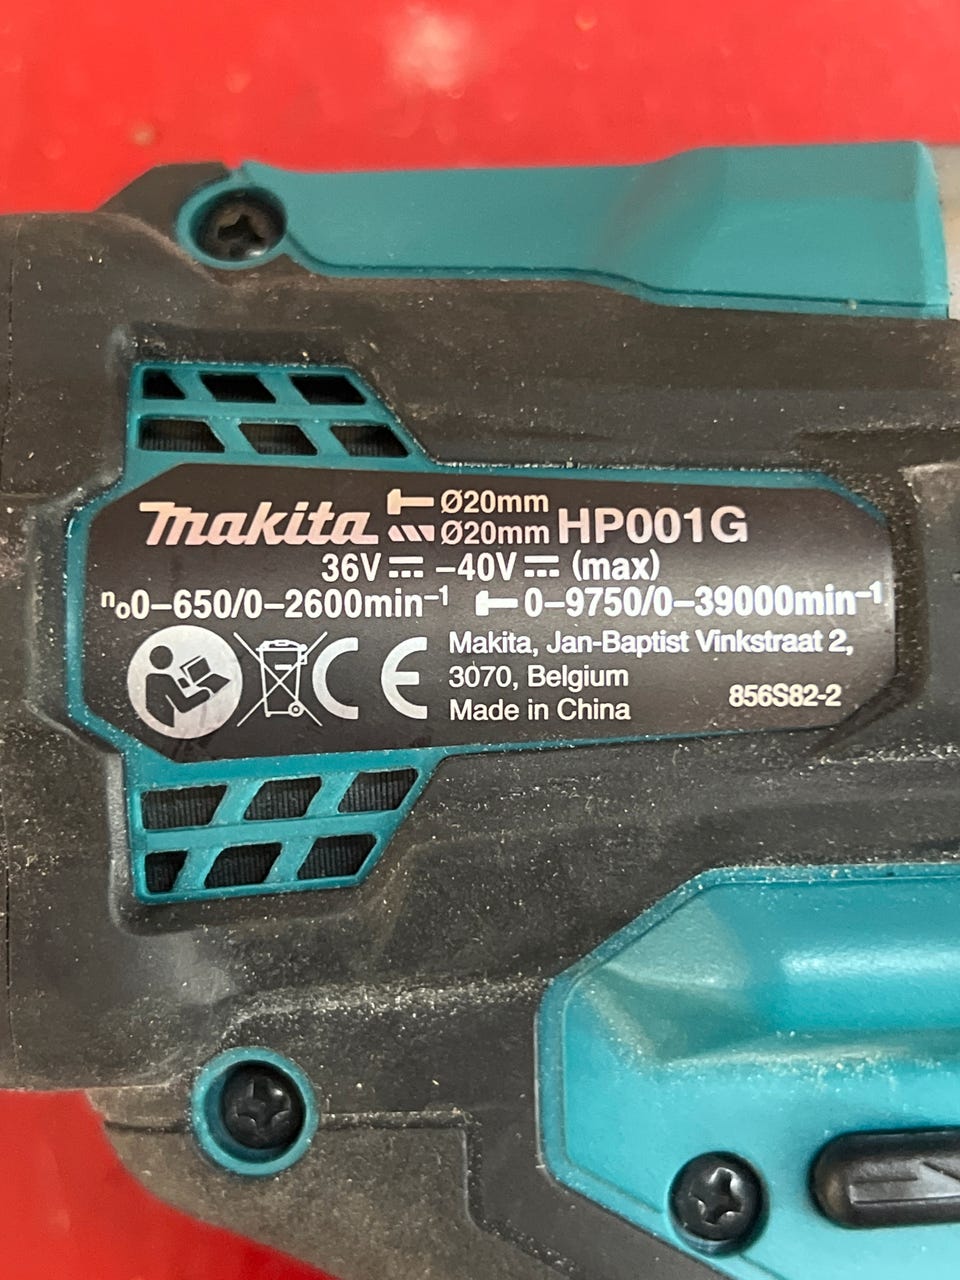 makita Ø20mm HP001G
Ø20mm
36V –40V (max)
n₀0–650/0–2600min⁻¹ 0–9750/0–39000min⁻¹
CE Makita, Jan-Baptist Vinkstraat 2,
3070, Belgium
Made in China 856S82-2